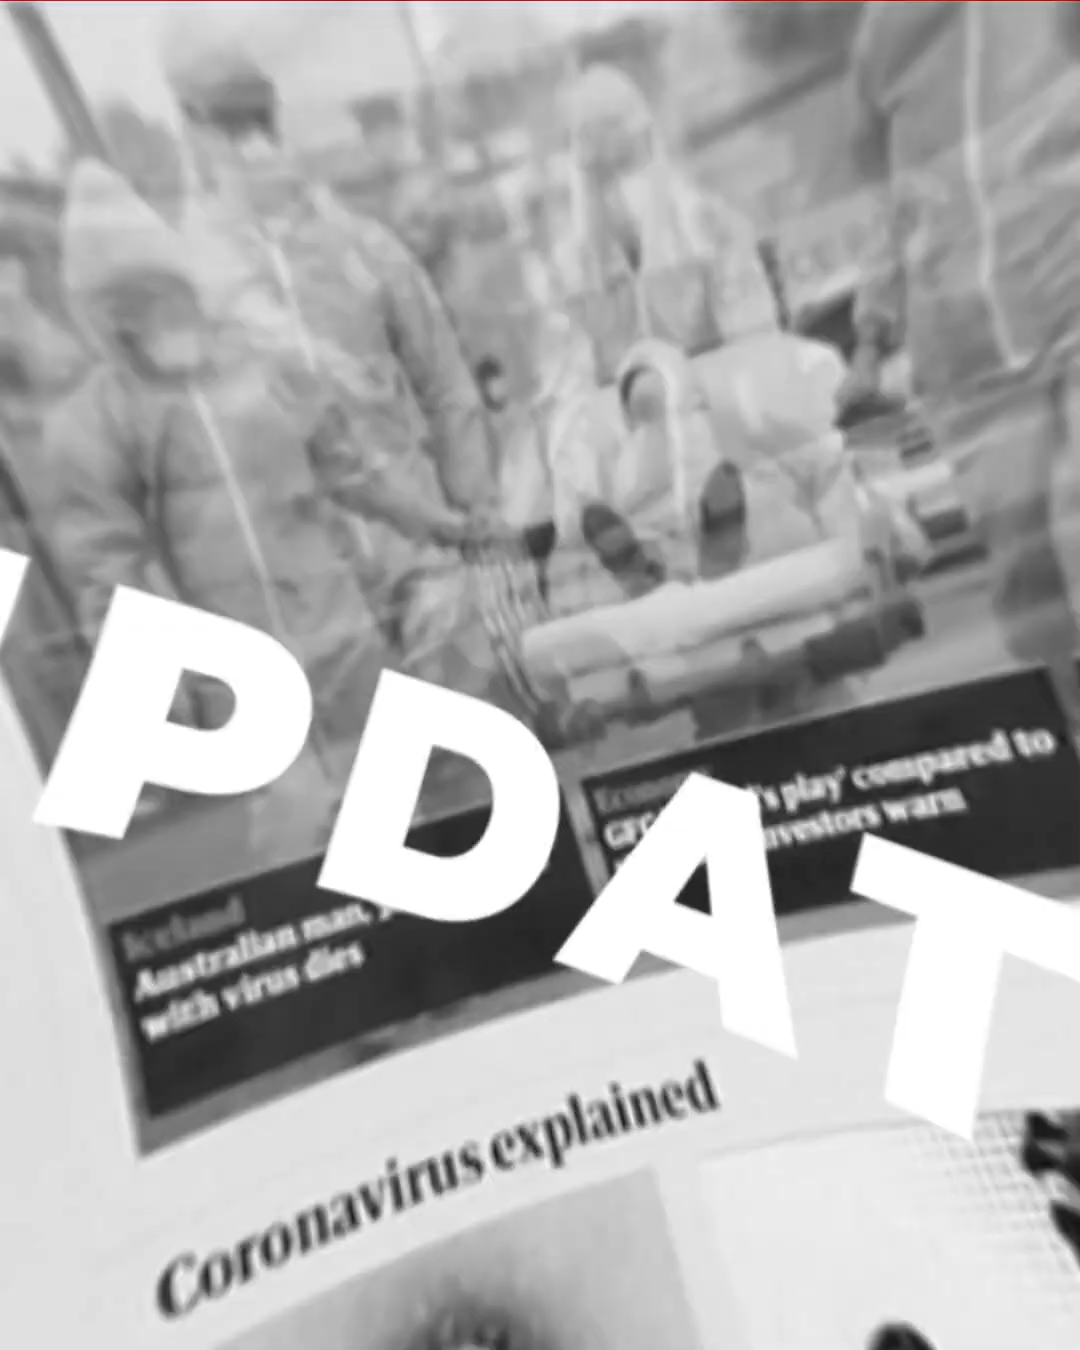 PDAT
Iceland
Australian man,
with virus dies
's play' compared to
investors warn
Coronavirus explained